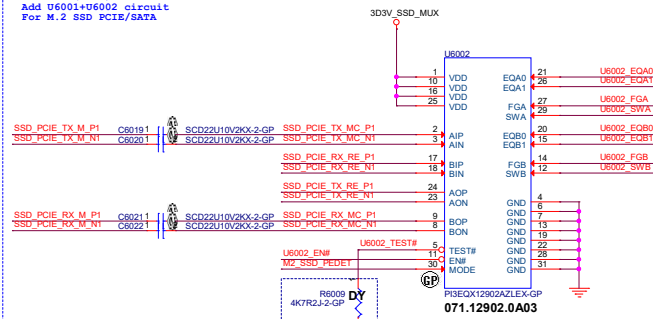 Add U6001+U6002 circuit
For M.2 SSD PCIE/SATA
3D3V_SSD_MUX
U6002
1 VDD
10 VDD
16 VDD
25 VDD
EQA0 21 U6002_EQA0
EQA1 26 U6002_EQA1
FGA 27 U6002_FGA
SWA 29 U6002_SWA
SSD_PCIE_TX_M_P1 C6019 1 SCD22U10V2KX-2-GP SSD_PCIE_TX_MC_P1 2 AIP
SSD_PCIE_TX_M_N1 C6020 1 SCD22U10V2KX-2-GP SSD_PCIE_TX_MC_N1 3 AIN
EQB0 20 U6002_EQB0
EQB1 15 U6002_EQB1
SSD_PCIE_RX_RE_P1 17 BIP
SSD_PCIE_RX_RE_N1 18 BIN
FGB 14 U6002_FGB
SWB 12 U6002_SWB
SSD_PCIE_TX_RE_P1 24 AOP
SSD_PCIE_TX_RE_N1 23 AON
SSD_PCIE_RX_M_P1 C6021 1 SCD22U10V2KX-2-GP SSD_PCIE_RX_MC_P1 9 BOP
SSD_PCIE_RX_M_N1 C6022 1 SCD22U10V2KX-2-GP SSD_PCIE_RX_MC_N1 8 BON
GND 4
GND 6
GND 7
GND 13
GND 19
GND 22
GND 28
GND 31
U6002_TEST# 5 TEST#
U6002_EN# 11 EN#
M2_SSD_PEDET 30 MODE
GP
PI3EQX12902AZLEX-GP
071.12902.0A03
R6009 DY
4K7R2J-2-GP